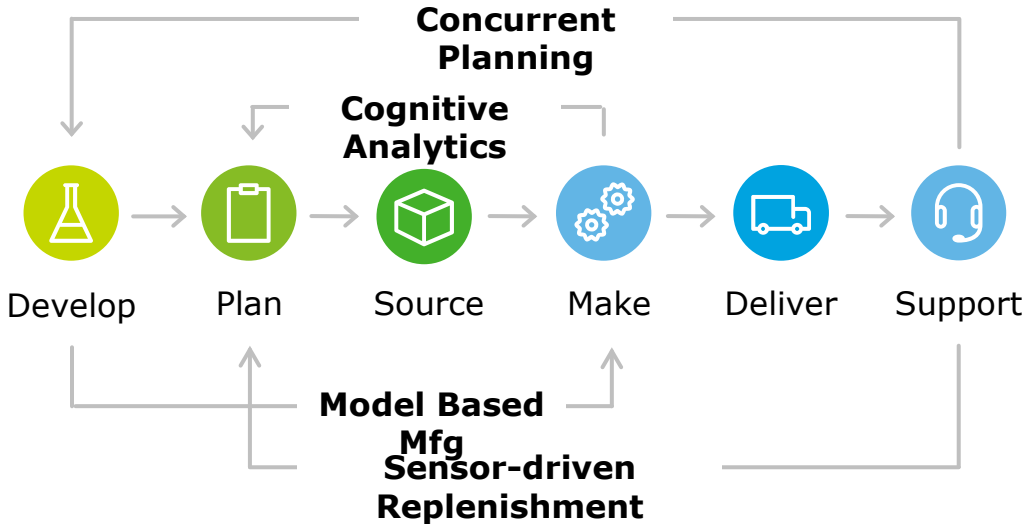 Concurrent
Planning
Cognitive
Analytics
Develop
Plan
Source
Make
Deliver
Support
Model Based
Mfg
Sensor-driven
Replenishment